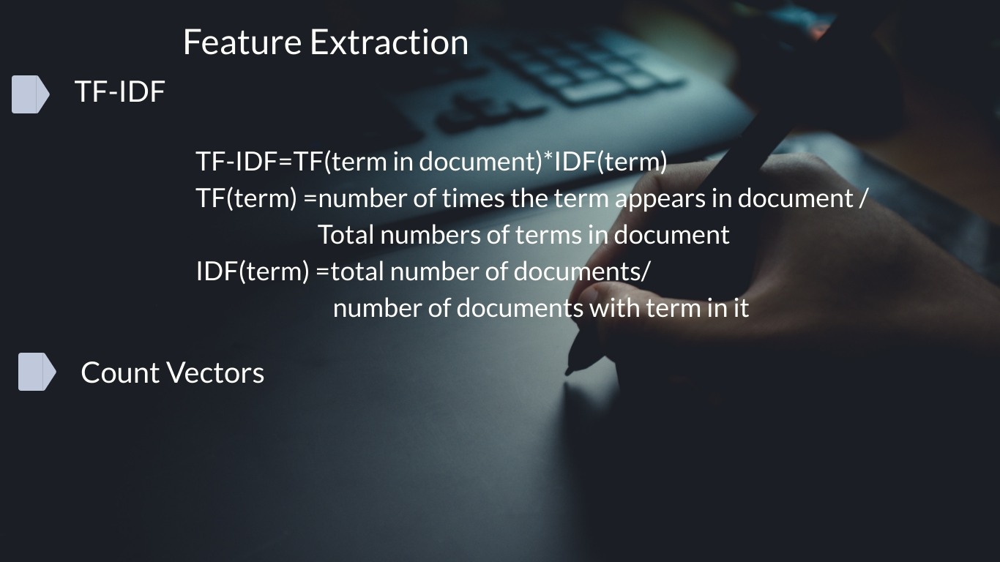 Feature Extraction
TF-IDF
TF-IDF=TF(term in document)*IDF(term)
TF(term) =number of times the term appears in document /
Total numbers of terms in document
IDF(term) =total number of documents/
number of documents with term in it
Count Vectors